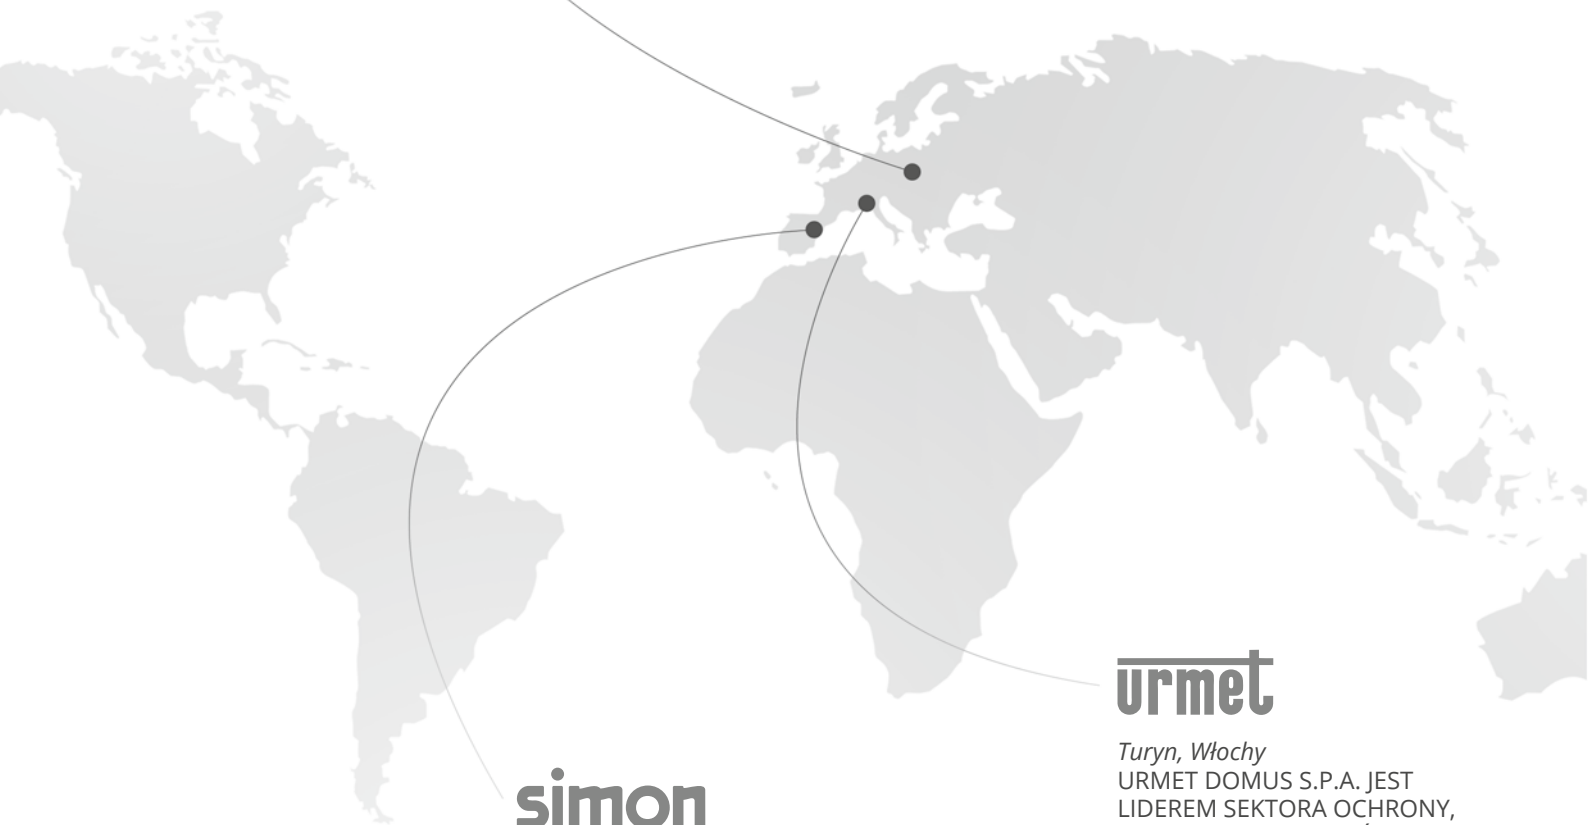 urmet
Turyn, Włochy
URMET DOMUS S.P.A. JEST
LIDEREM SEKTORA OCHRONY,
simon